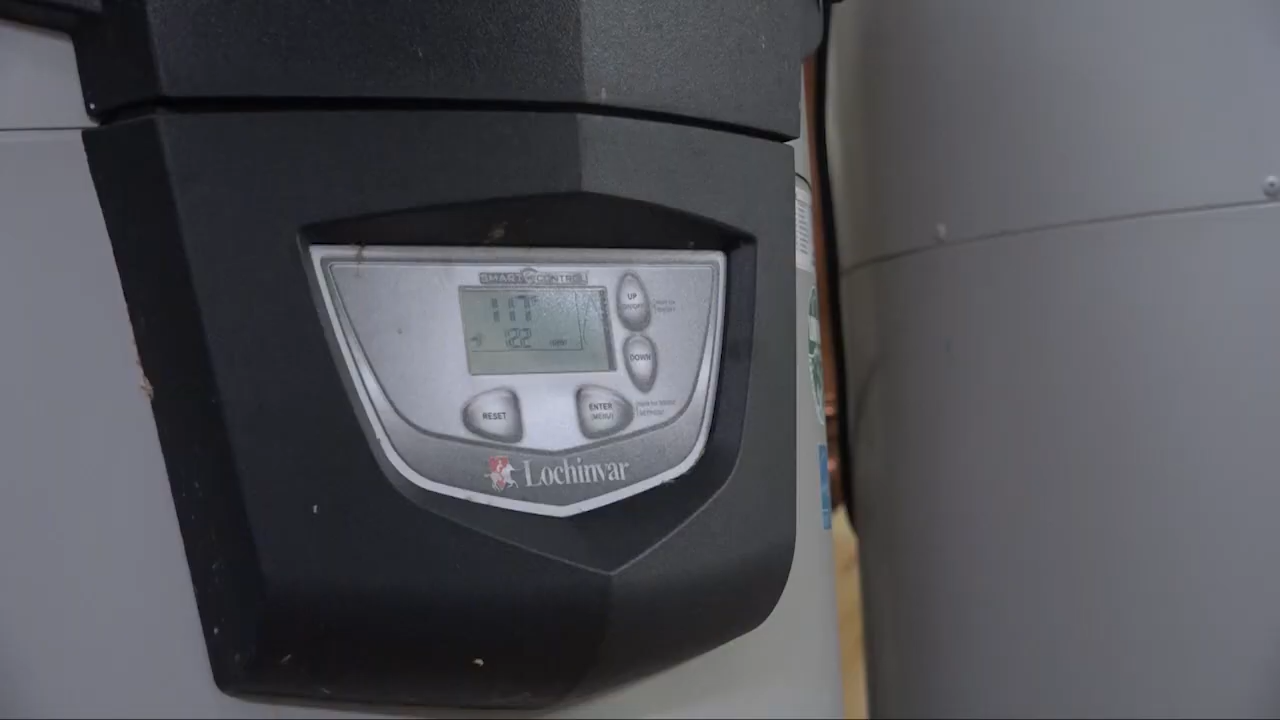 SMART CONTROL
117°F
122
UP
DOWN
RESET
ENTER
(MENU)
Lochinvar